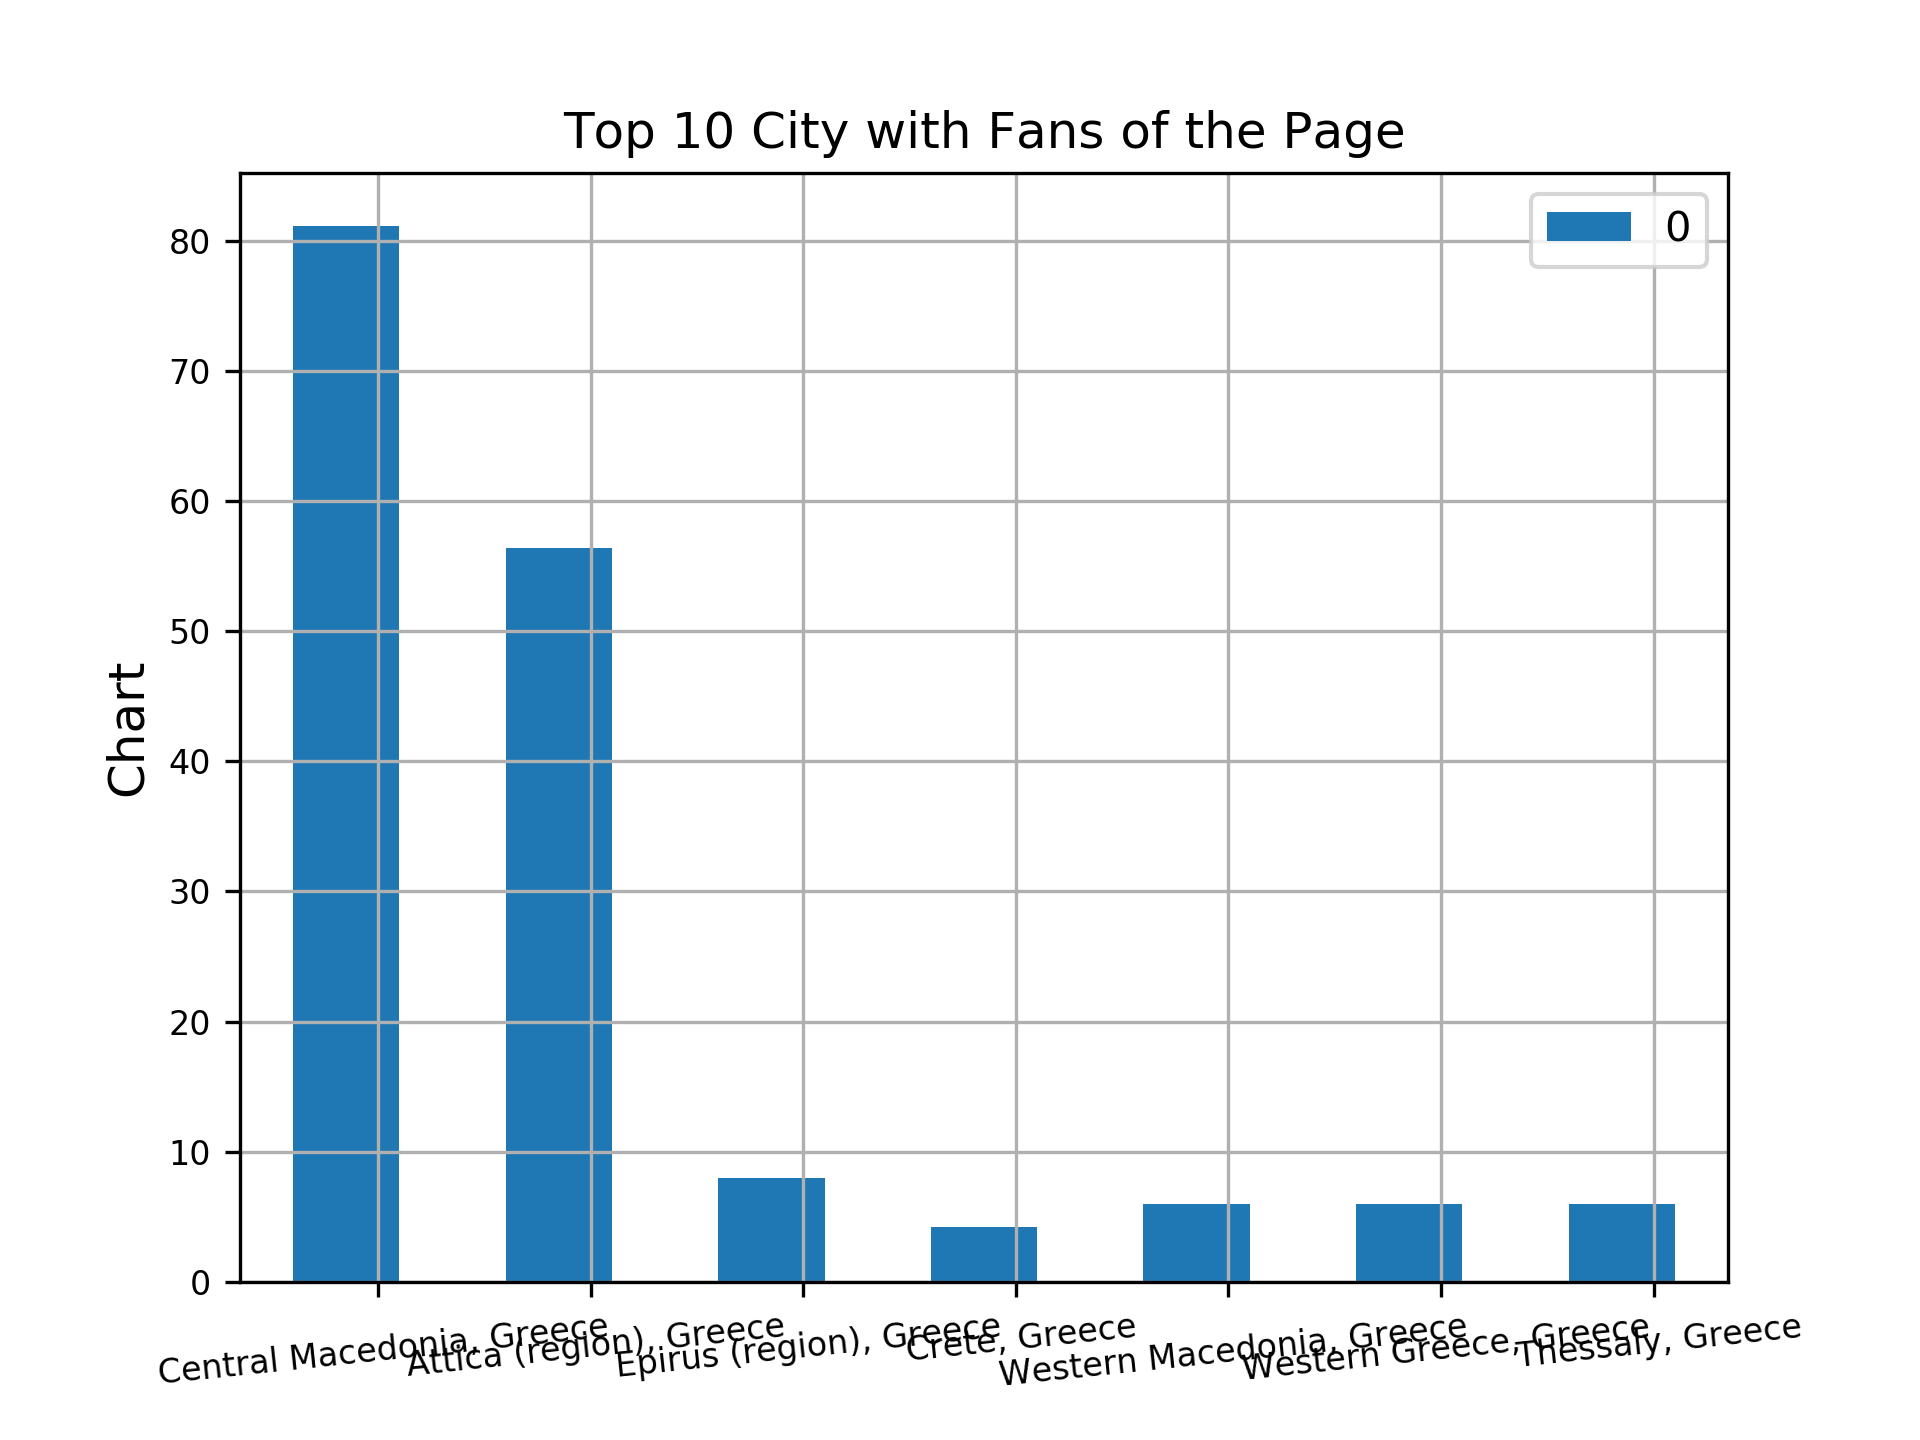 Top 10 City with Fans of the Page
0
80
70
60
50
40
30
20
10
0
Chart
Central Macedonia, Greece
Attica (region), Greece
Epirus (region), Greece
Crete, Greece
Western Macedonia, Greece
Western Greece, Greece
Thessaly, Greece